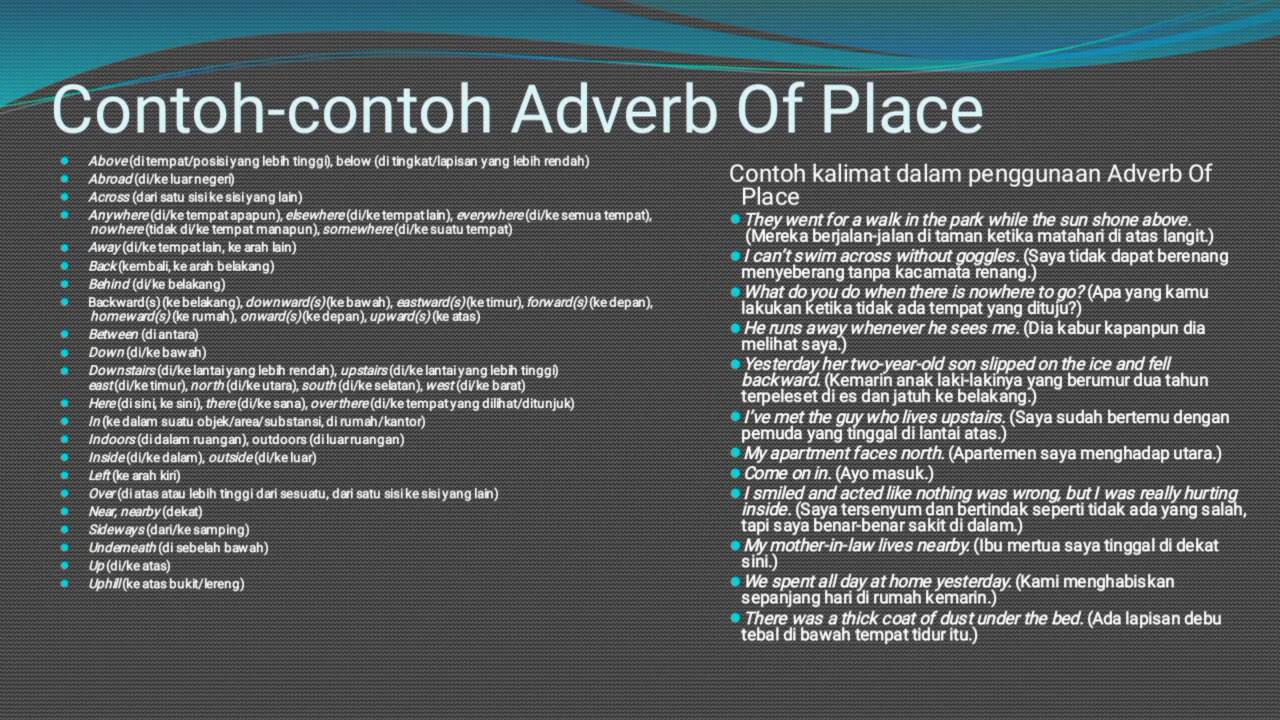 Contoh-contoh Adverb Of Place
Above (di tempat/posisi yang lebih tinggi), below (di tingkat/lapisan yang lebih rendah)
Abroad (di/ke luar negeri)
Across (dari satu sisi ke sisi yang lain)
Anywhere (di/ke tempat apapun), elsewhere (di/ke tempat lain), everywhere (di/ke semua tempat),
nowhere (tidak di/ke tempat manapun), somewhere (di/ke suatu tempat)
Away (di/ke tempat lain, ke arah lain)
Back (kembali, ke arah belakang)
Behind (di/ke belakang)
Backward(s) (ke belakang), downward(s) (ke bawah), eastward(s) (ke timur), forward(s) (ke depan),
homeward(s) (ke rumah), onward(s) (ke depan), upward(s) (ke atas)
Between (di antara)
Down (di/ke bawah)
Downstairs (di/ke lantai yang lebih rendah), upstairs (di/ke lantai yang lebih tinggi)
east (di/ke timur), north (di/ke utara), south (di/ke selatan), west (di/ke barat)
Here (di sini, ke sini), there (di/ke sana), over there (di/ke tempat yang dilihat/ditunjuk)
In (ke dalam suatu objek/area/substansi, di rumah/kantor)
Indoors (di dalam ruangan), outdoors (di luar ruangan)
Inside (di/ke dalam), outside (di/ke luar)
Left (ke arah kiri)
Over (di atas atau lebih tinggi dari sesuatu, dari satu sisi ke sisi yang lain)
Near, nearby (dekat)
Sideways (dari/ke samping)
Underneath (di sebelah bawah)
Up (di/ke atas)
Uphill (ke atas bukit/lereng)
Contoh kalimat dalam penggunaan Adverb Of
Place
They went for a walk in the park while the sun shone above.
(Mereka berjalan-jalan di taman ketika matahari di atas langit.)
I can't swim across without goggles. (Saya tidak dapat berenang
menyeberang tanpa kacamata renang.)
What do you do when there is nowhere to go? (Apa yang kamu
lakukan ketika tidak ada tempat yang dituju?)
He runs away whenever he sees me. (Dia kabur kapanpun dia
melihat saya.)
Yesterday her two-year-old son slipped on the ice and fell
backward. (Kemarin anak laki-lakinya yang berumur dua tahun
terpeleset di es dan jatuh ke belakang.)
I've met the guy who lives upstairs. (Saya sudah bertemu dengan
pemuda yang tinggal di lantai atas.)
My apartment faces north. (Apartemen saya menghadap utara.)
Come on in. (Ayo masuk.)
I smiled and acted like nothing was wrong, but I was really hurting
inside. (Saya tersenyum dan bertindak seperti tidak ada yang salah,
tapi saya benar-benar sakit di dalam.)
My mother-in-law lives nearby. (Ibu mertua saya tinggal di dekat
sini.)
We spent all day at home yesterday. (Kami menghabiskan
sepanjang hari di rumah kemarin.)
There was a thick coat of dust under the bed. (Ada lapisan debu
tebal di bawah tempat tidur itu.)